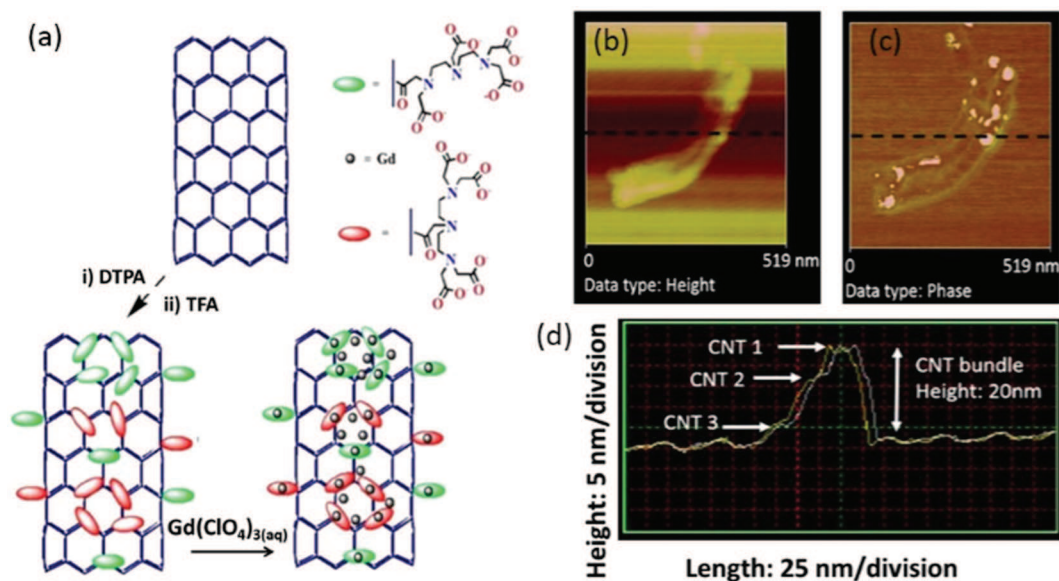 (a)
= 
O
O-
O
O-
O
O-
N
N
N
O
O-
O
-O
O
= Gd
O
O-
O
O-
N
N
N
=
O
O
O-
O
O-
i) DTPA
ii) TFA
Gd(ClO4)3(aq)
(b)
0
519 nm
Data type: Height
(c)
0
519 nm
Data type: Phase
(d)
Height: 5 nm/division
CNT 1
CNT 2
CNT 3
CNT bundle
Height: 20nm
Length: 25 nm/division